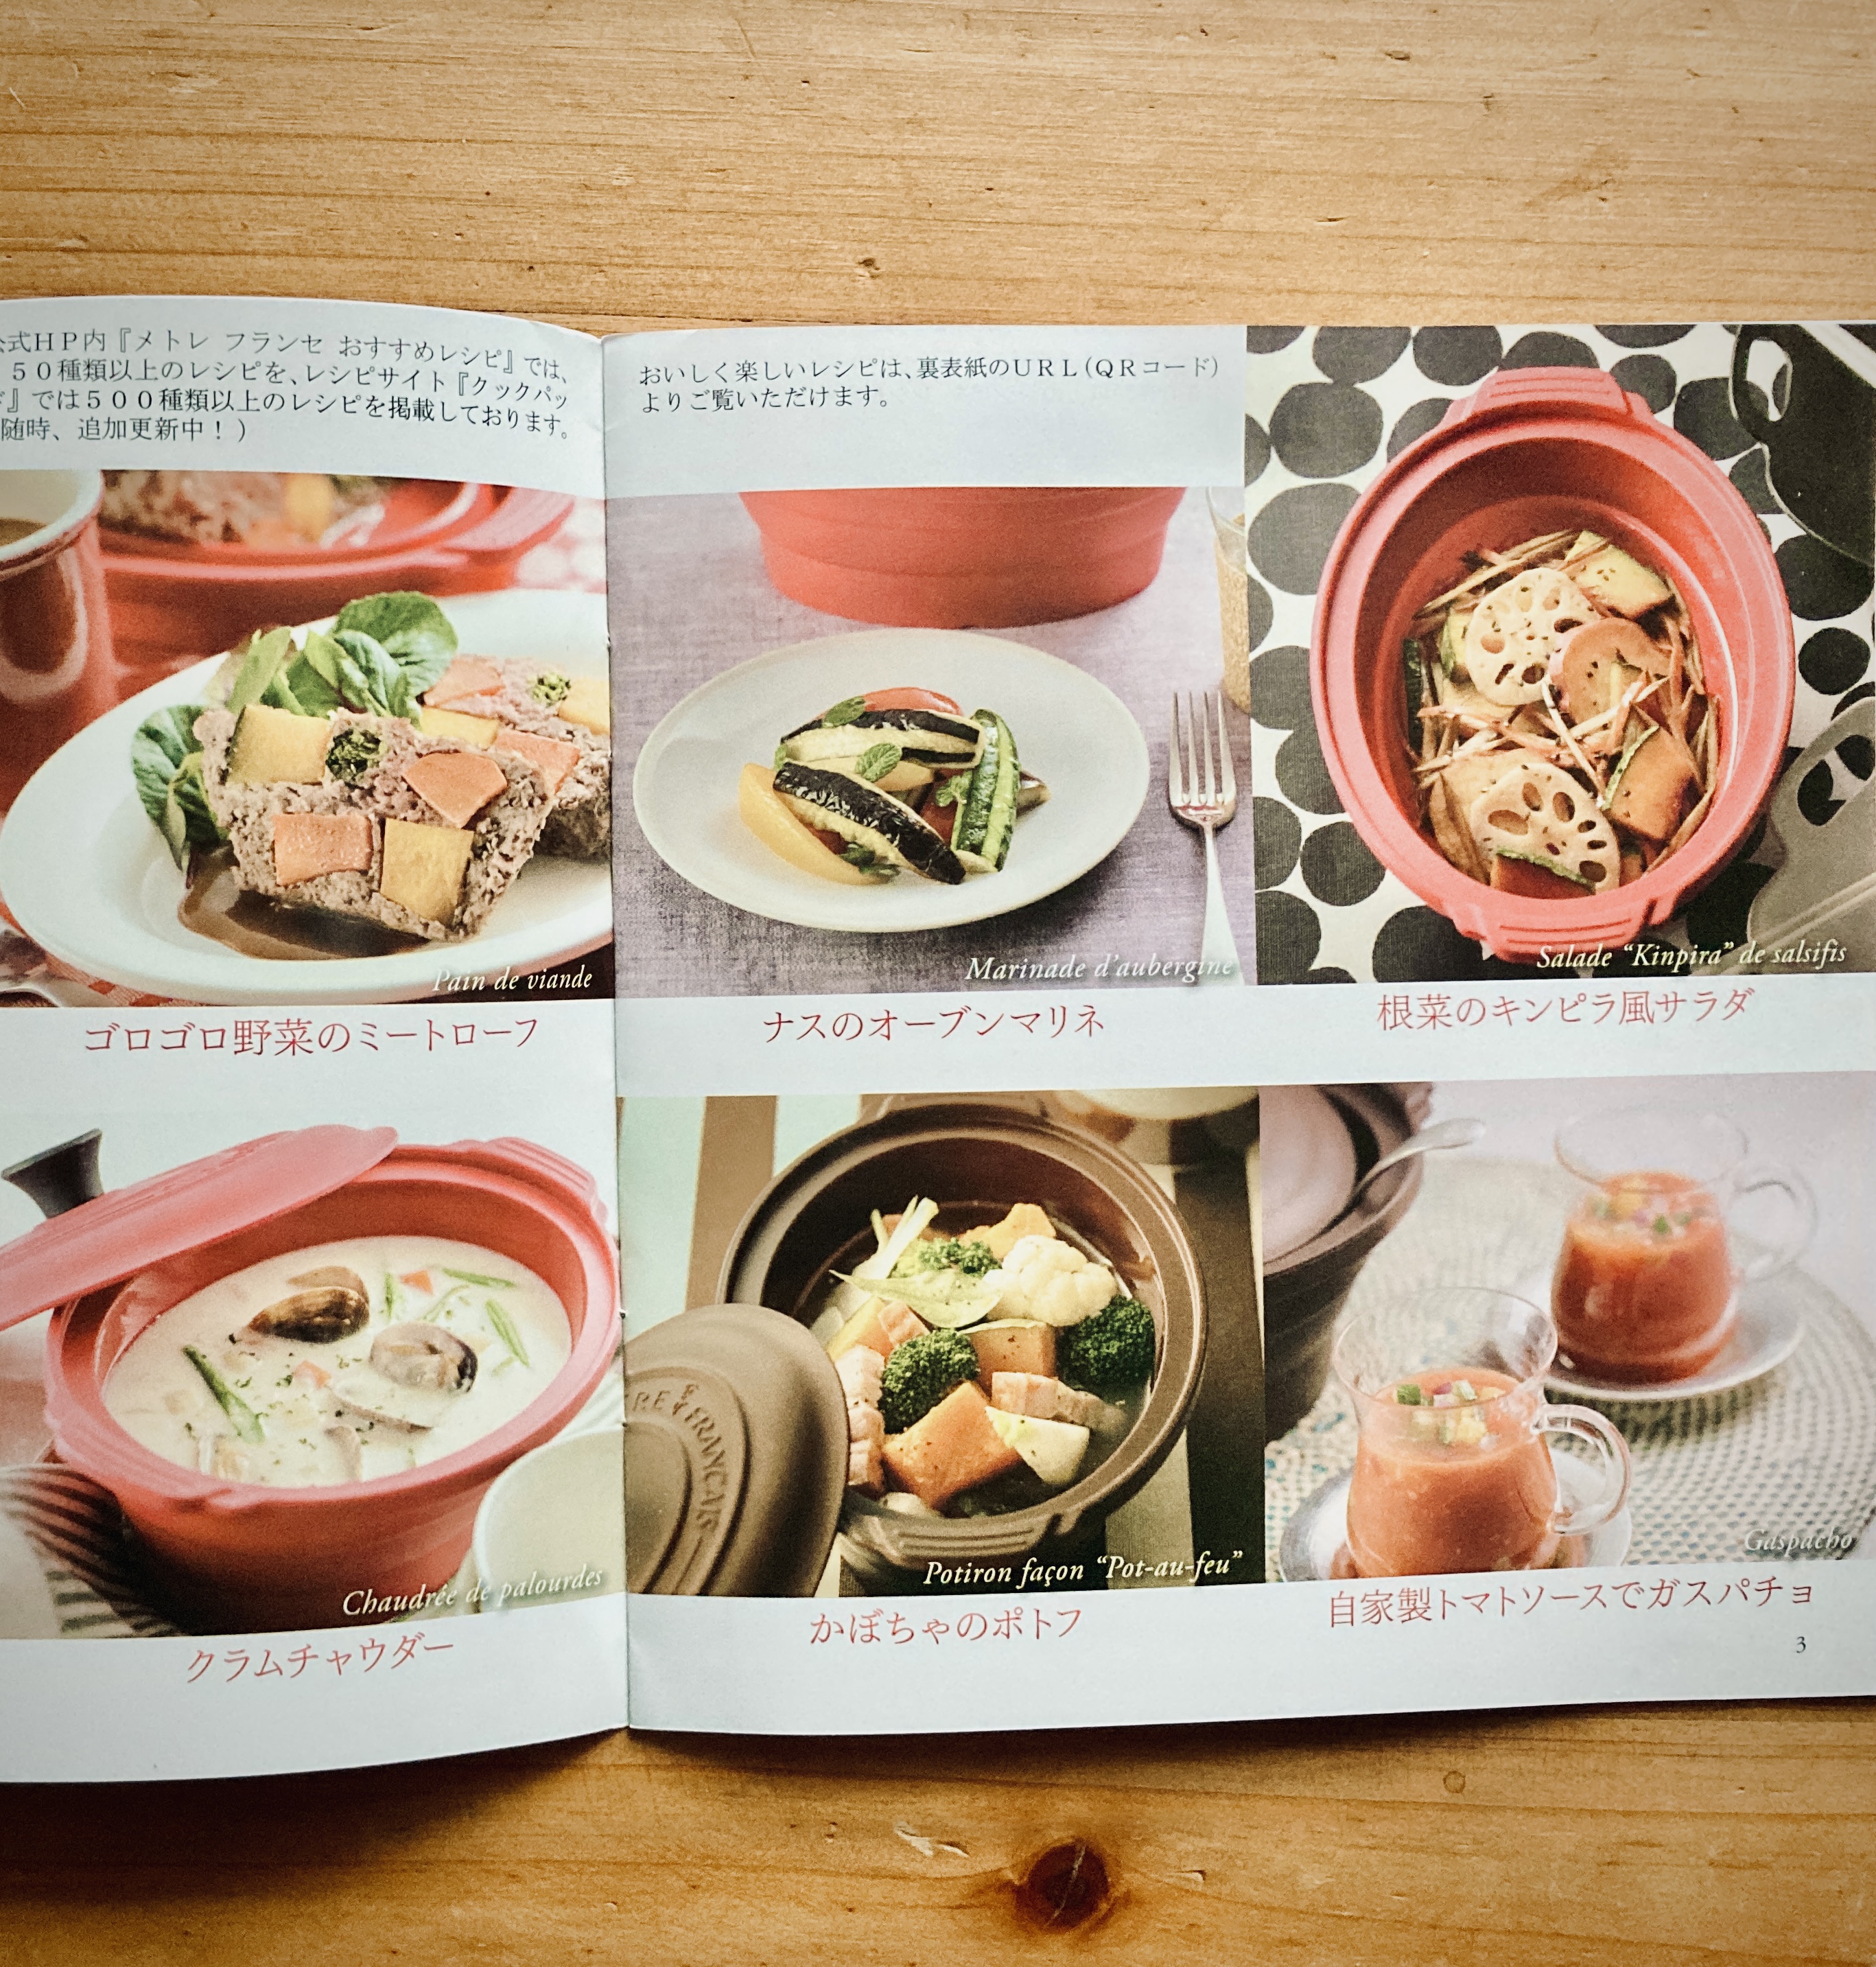 式ＨＰ内『メトレ フランセ おすすめレシピ』では、
５０種類以上のレシピを、レシピサイト『クックパッ
』では５００種類以上のレシピを掲載しております。
随時、追加更新中！)
Pain de viande
ゴロゴロ野菜のミートローフ
Chaudrée de palourdes
クラムチャウダー
おいしく楽しいレシピは、裏表紙のＵＲＬ(ＱＲコード)
よりご覧いただけます。
Marinade d'aubergine
ナスのオーブンマリネ
Salade “Kinpira” de salsifis
根菜のキンピラ風サラダ
RE FRANÇAIS
Potiron façon “Pot-au-feu”
かぼちゃのポトフ
Gaspacho
自家製トマトソースでガスパチョ
3